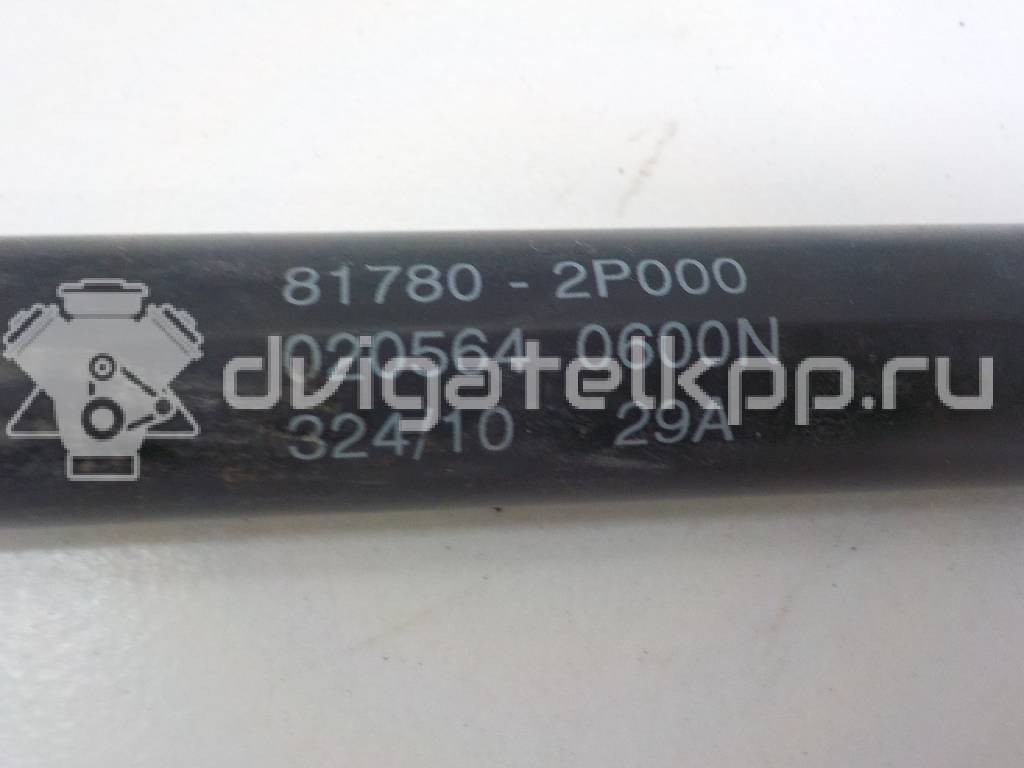 81780 - 2P000
020564 0600N
dvigatelkpp.ru
324/10 29A